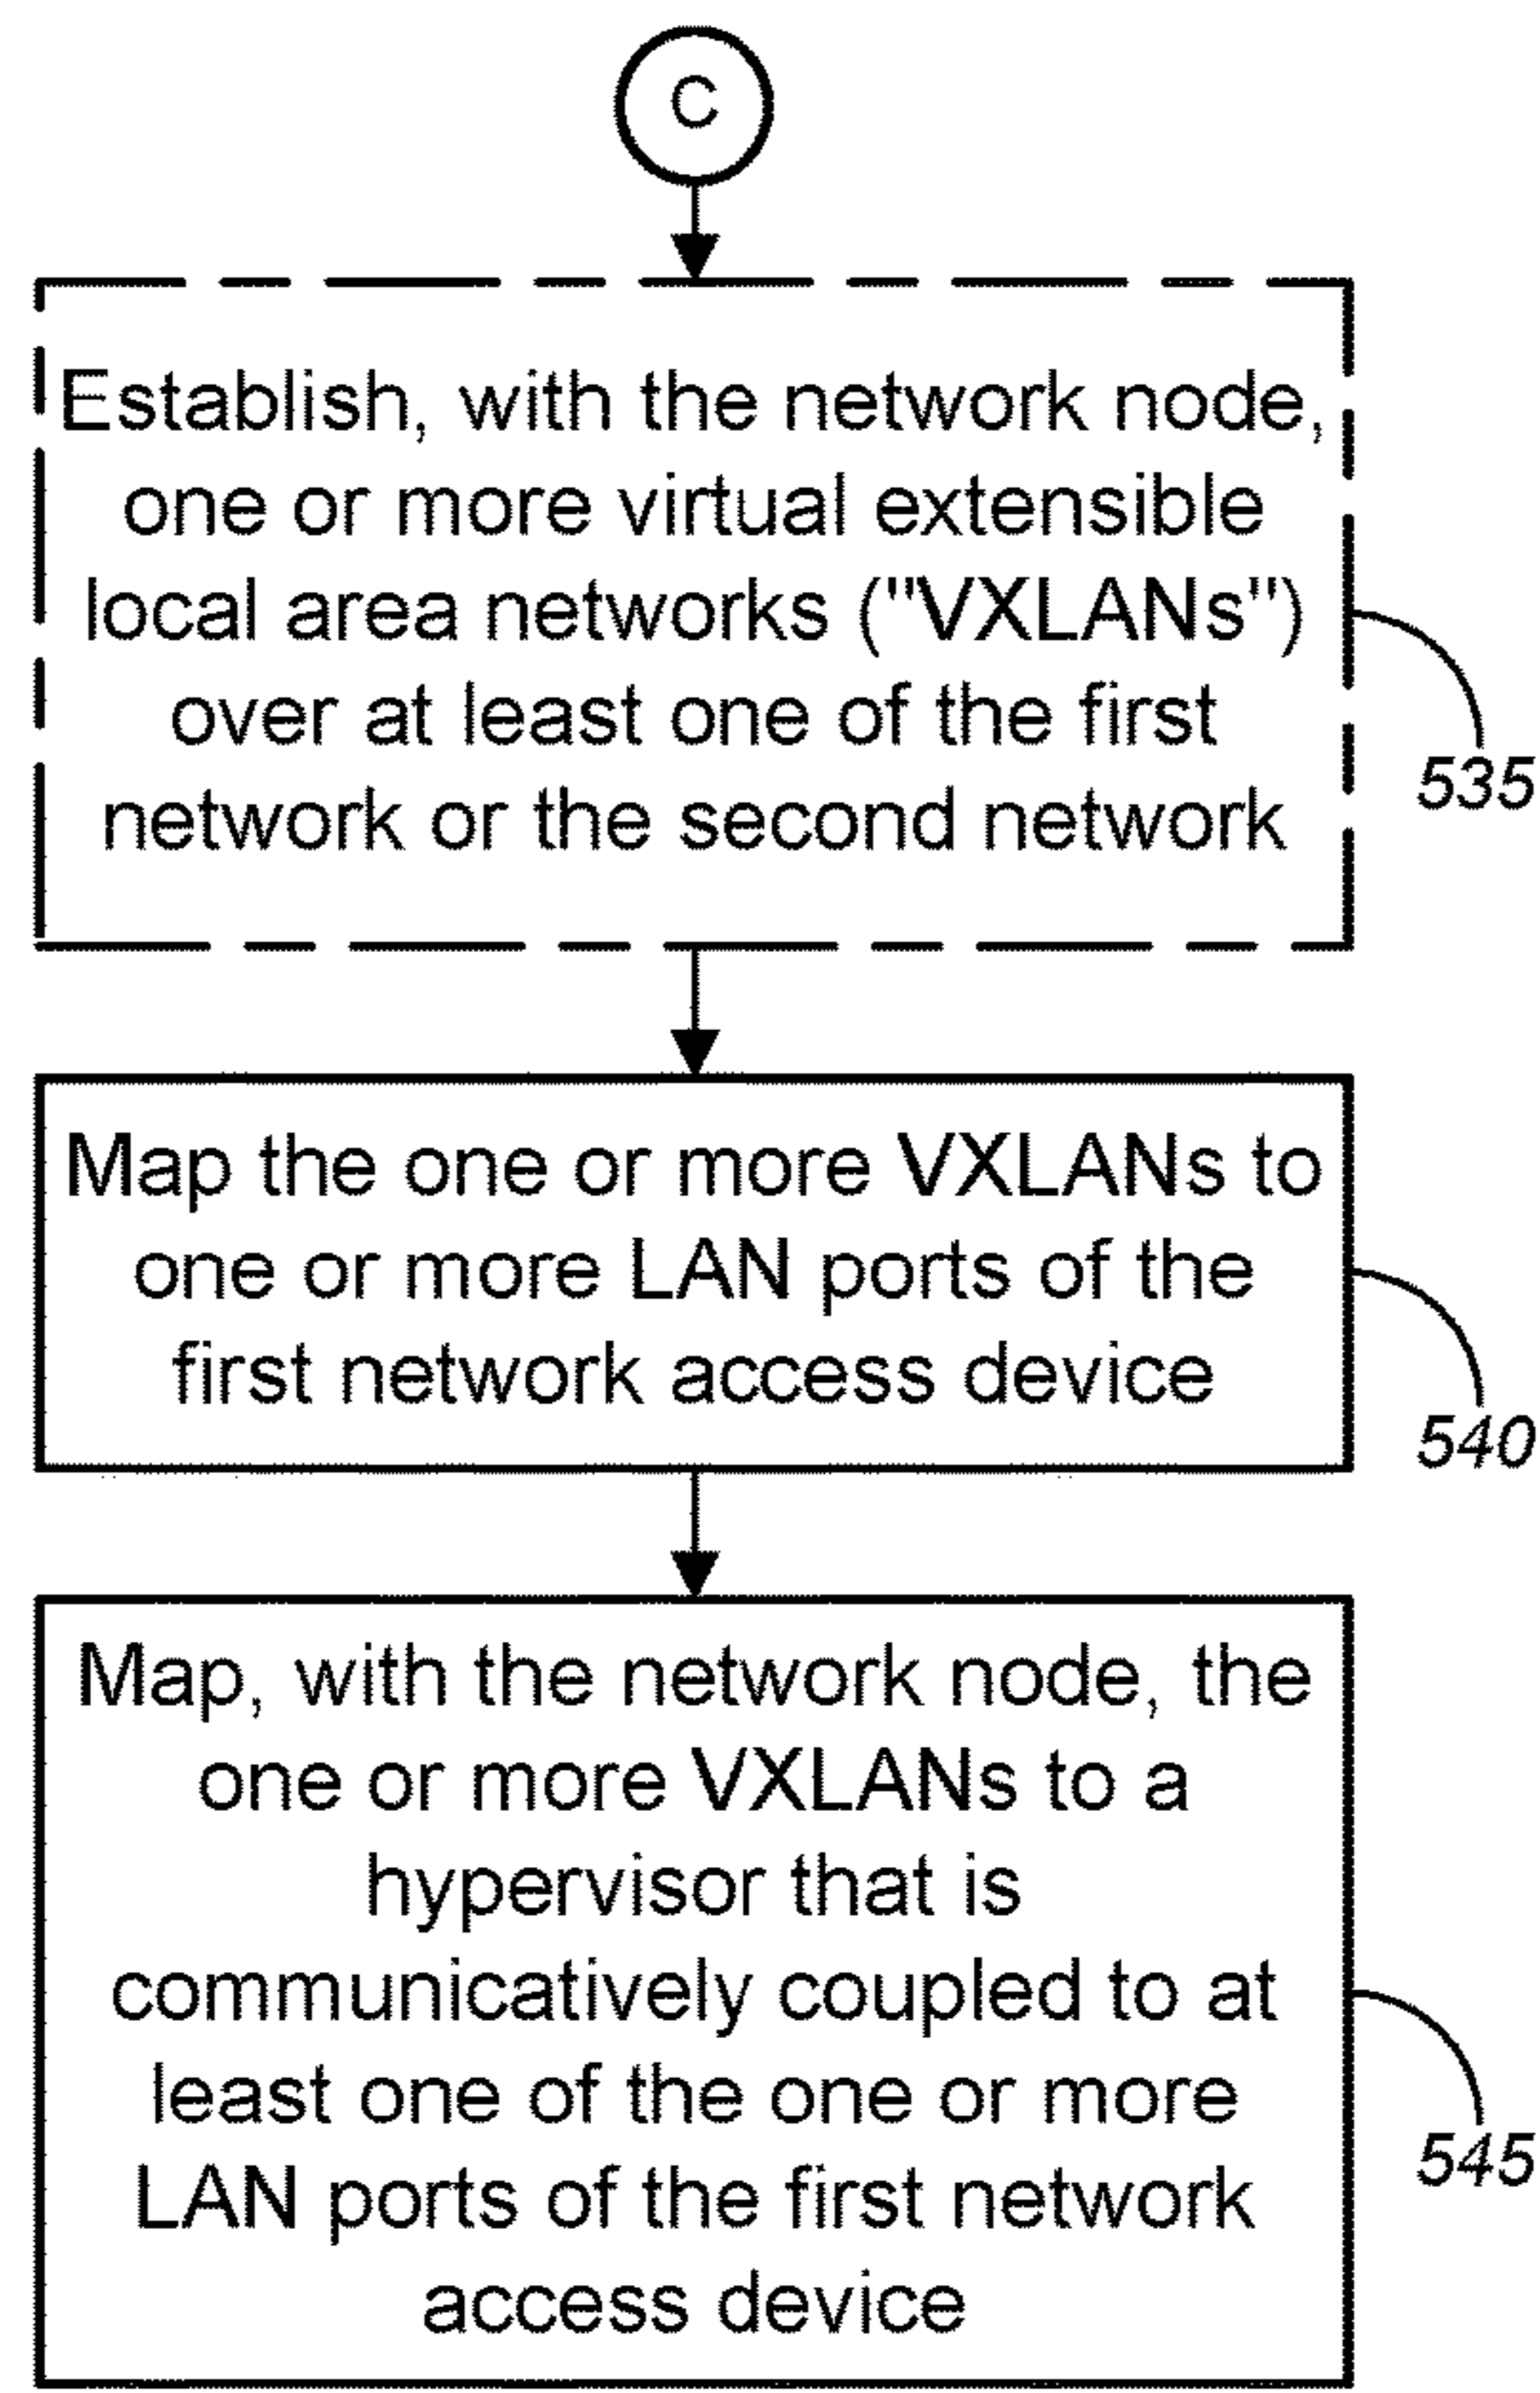 C
Establish, with the network node,
one or more virtual extensible
local area networks ("VXLANs")
over at least one of the first
network or the second network
535
Map the one or more VXLANs to
one or more LAN ports of the
first network access device
540
Map, with the network node, the
one or more VXLANs to a
hypervisor that is
communicatively coupled to at
least one of the one or more
LAN ports of the first network
access device
545